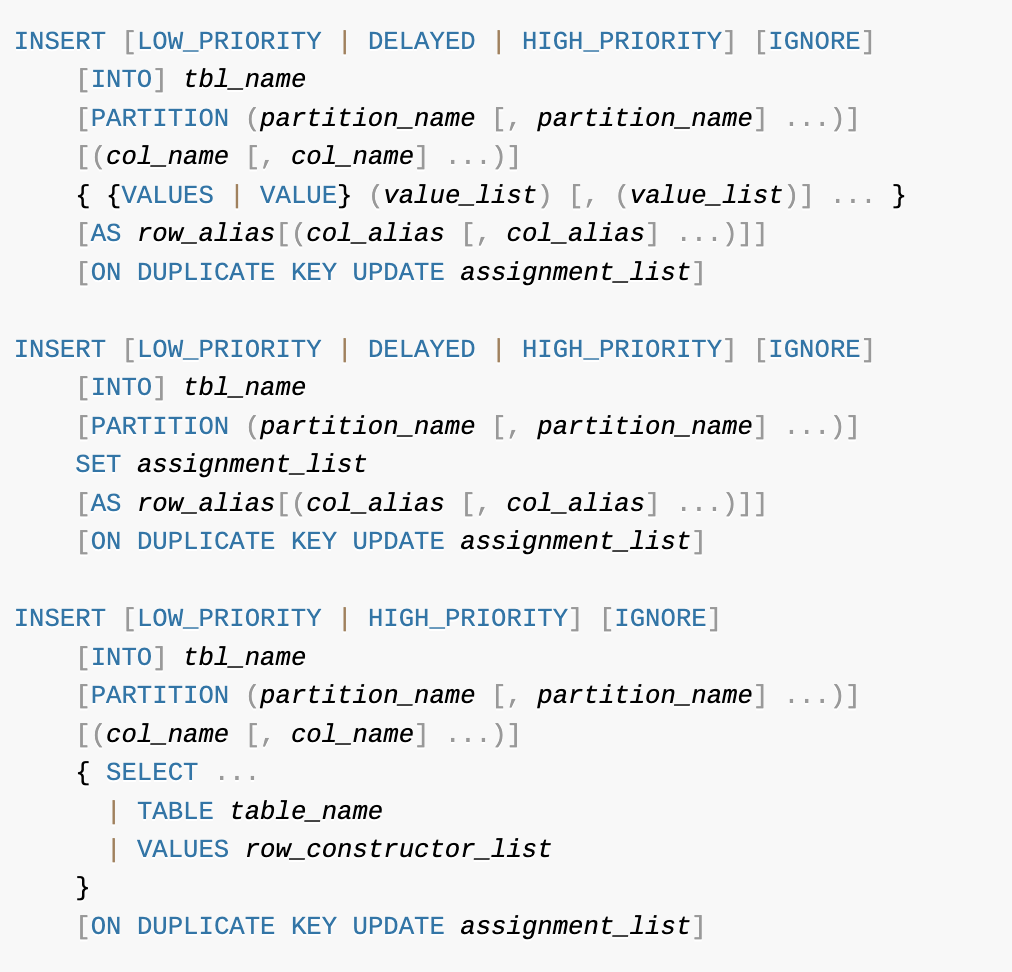 INSERT [LOW_PRIORITY | DELAYED | HIGH_PRIORITY] [IGNORE]
    [INTO] tbl_name
    [PARTITION (partition_name [, partition_name] ...)]
    [(col_name [, col_name] ...)]
    { {VALUES | VALUE} (value_list) [, (value_list)] ... }
    [AS row_alias[(col_alias [, col_alias] ...)]]
    [ON DUPLICATE KEY UPDATE assignment_list]

INSERT [LOW_PRIORITY | DELAYED | HIGH_PRIORITY] [IGNORE]
    [INTO] tbl_name
    [PARTITION (partition_name [, partition_name] ...)]
    SET assignment_list
    [AS row_alias[(col_alias [, col_alias] ...)]]
    [ON DUPLICATE KEY UPDATE assignment_list]

INSERT [LOW_PRIORITY | HIGH_PRIORITY] [IGNORE]
    [INTO] tbl_name
    [PARTITION (partition_name [, partition_name] ...)]
    [(col_name [, col_name] ...)]
    { SELECT ...
      | TABLE table_name
      | VALUES row_constructor_list
    }
    [ON DUPLICATE KEY UPDATE assignment_list]